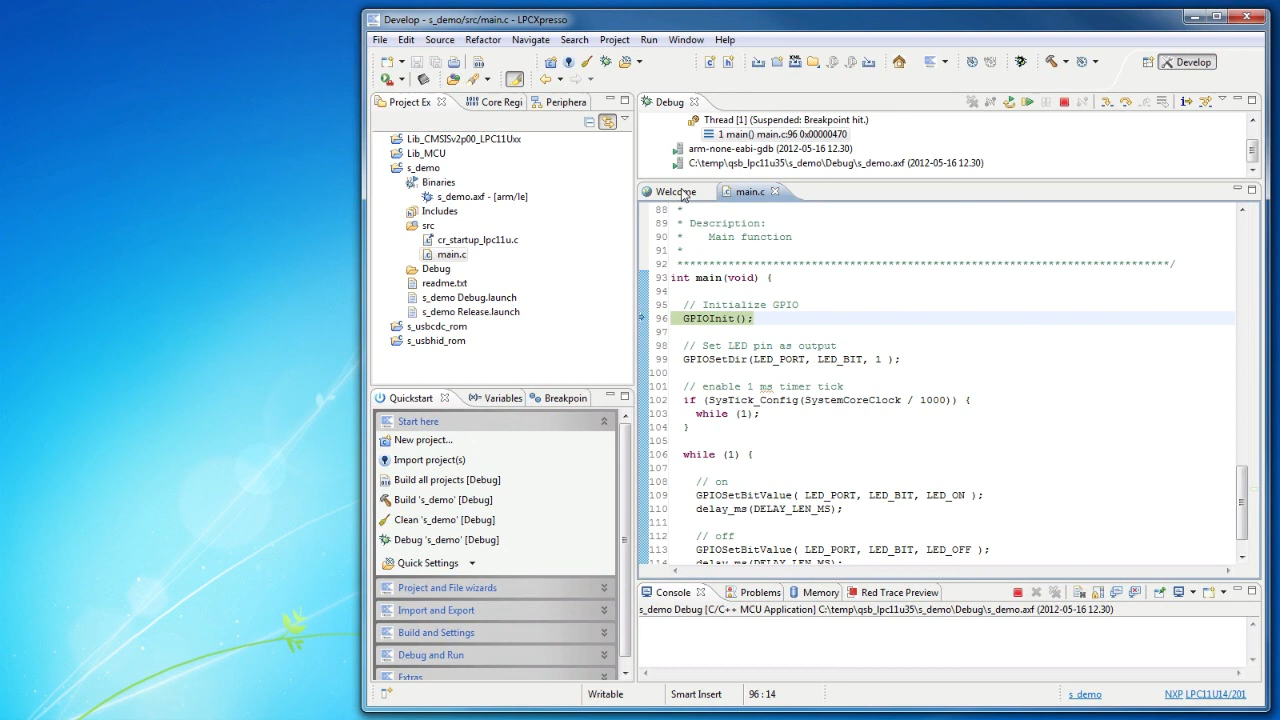 Develop - s_demo/src/main.c - LPCXpresso
File Edit Source Refactor Navigate Search Project Run Window Help
Develop
Project Ex Core Regi Periphera
Lib_CMSISv2p00_LPC11Uxx
Lib_MCU
s_demo
Binaries
s_demo.axf - [arm/le]
Includes
src
cr_startup_lpc11u.c
main.c
Debug
readme.txt
s_demo Debug.launch
s_demo Release.launch
s_usbcdc_rom
s_usbhid_rom
Debug
Thread [1] (Suspended: Breakpoint hit.)
1 main() main.c:96 0x00000470
arm-none-eabi-gdb (2012-05-16 12.30)
C:\temp\qsb_lpc11u35\s_demo\Debug\s_demo.axf (2012-05-16 12.30)
Welcome main.c
88 *
89 * Description:
90 *    Main function
91 *
92 *****************************************************************************/
93 int main(void) {
94
95 // Initialize GPIO
96 GPIOInit();
97
98 // Set LED pin as output
99 GPIOSetDir(LED_PORT, LED_BIT, 1 );
100
101 // enable 1 ms timer tick
102 if (SysTick_Config(SystemCoreClock / 1000)) {
103 while (1);
104 }
105
106 while (1) {
107
108 // on
109 GPIOSetBitValue( LED_PORT, LED_BIT, LED_ON );
110 delay_ms(DELAY_LEN_MS);
111
112 // off
113 GPIOSetBitValue( LED_PORT, LED_BIT, LED_OFF );
114 delay_ms(DELAY_LEN_MS);
Quickstart (x)= Variables Breakpoin
Start here
New project...
Import project(s)
Build all projects [Debug]
Build 's_demo' [Debug]
Clean 's_demo' [Debug]
Debug 's_demo' [Debug]
Quick Settings
Project and File wizards
Import and Export
Build and Settings
Debug and Run
Extras
Console Problems Memory Red Trace Preview
s_demo Debug [C/C++ MCU Application] C:\temp\qsb_lpc11u35\s_demo\Debug\s_demo.axf (2012-05-16 12.30)
Writable Smart Insert 96 : 14 s_demo NXP LPC11U14/201